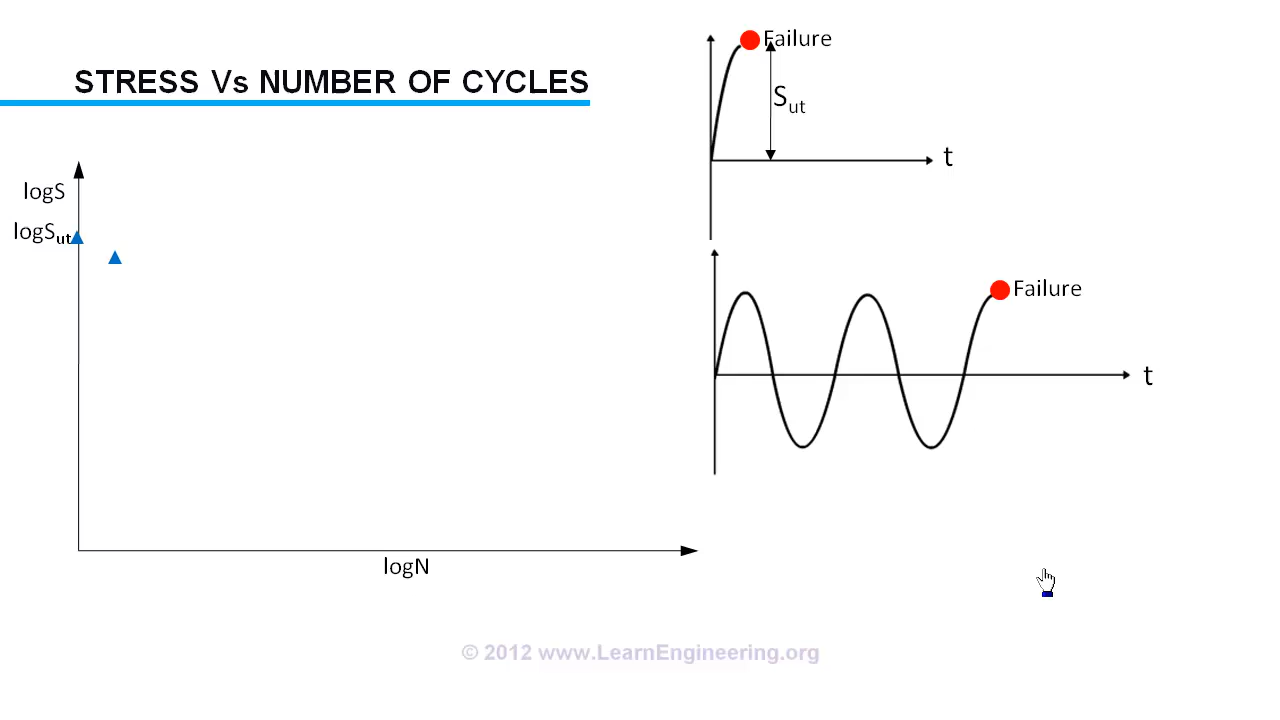 STRESS Vs NUMBER OF CYCLES
logS
logSut
logN
Failure
Sut
t
Failure
t
© 2012 www.LearnEngineering.org